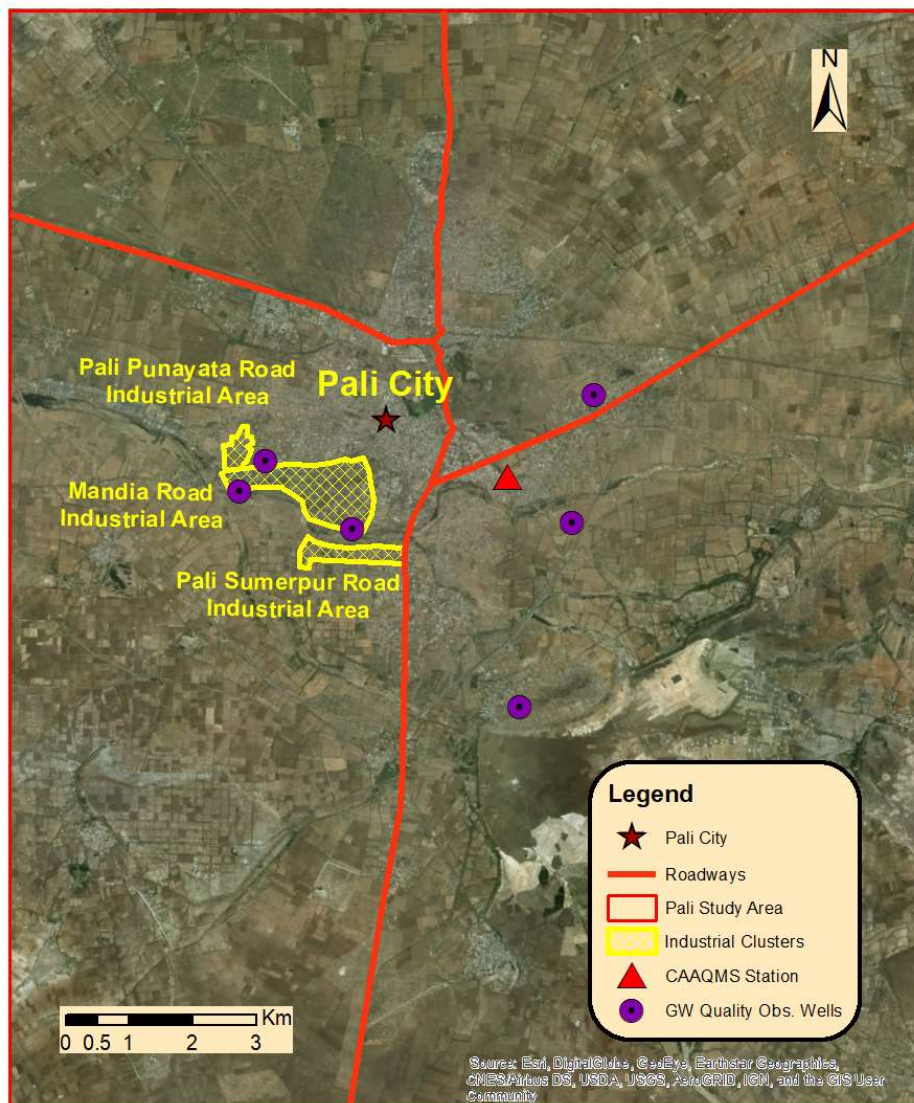 N
Pali Punayata Road
Industrial Area
Pali City
Mandia Road
Industrial Area
Pali Sumerpur Road
Industrial Area
Legend
Pali City
Roadways
Pali Study Area
Industrial Clusters
CAAQMS Station
GW Quality Obs. Wells
Km
0 0.5 1 2 3
Source: Esri, DigitalGlobe, GeoEye, Earthstar Geographics,
CNES/Airbus DS, USDA, USGS, AeroGRID, IGN, and the GIS User
Community